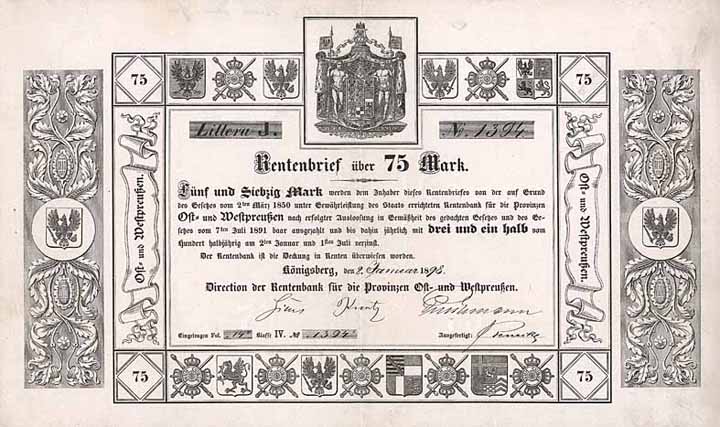 75
75
Littera J.
No. 1394
Rentenbrief über 75 Mark.
Fünf und Siebzig Mark werden dem Inhaber dieses Rentenbriefes von der auf Grund
des Gesetzes vom 2ten März 1850 unter Gewährleistung des Staats errichteten Rentenbank für die Provinzen
Ost- und Westpreußen nach erfolgter Ausloosung in Gemäßheit des gedachten Gesetzes und des Ge-
setzes vom 7ten Juli 1891 baar ausgezahlt und bis dahin jährlich mit drei und ein halb vom
Hundert halbjährig am 2ten Januar und 1sten Juli verzinst.
Der Rentenbank ist die Deckung in Renten überwiesen worden.
Königsberg, den 2. Januar 1898.
Direction der Rentenbank für die Provinzen Ost- und Westpreußen.
Kreutz
Eingetragen Fol. 14 Klasse IV. No 1394
Ausgefertigt:
Ost- und Westpreußen.
Ost- und Westpreußen.
75
75